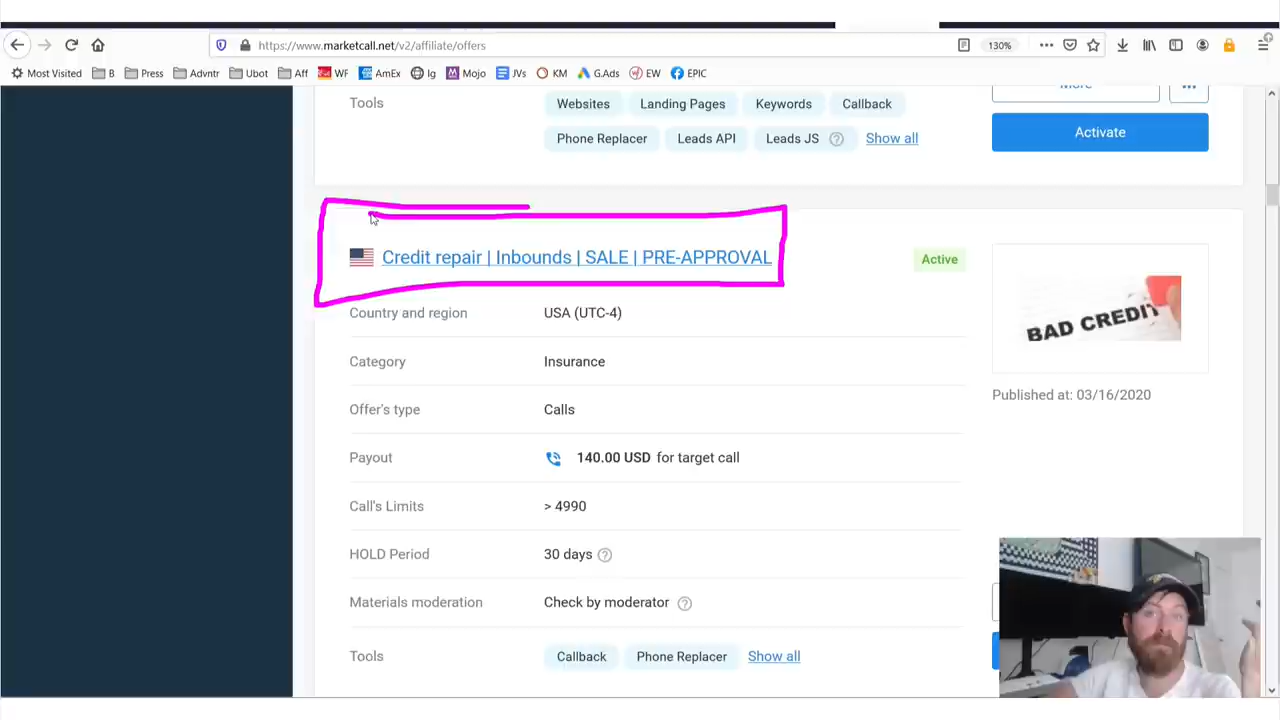 https://www.marketcall.net/v2/affiliate/offers
130%
Most Visited B Press Advntr Ubot Aff WF AmEx Ig Mojo JVs KM G.Ads EW EPIC
Tools Websites Landing Pages Keywords Callback
Phone Replacer Leads API Leads JS Show all
More
Activate
Credit repair | Inbounds | SALE | PRE-APPROVAL
Active
BAD CREDIT
Country and region USA (UTC-4)
Category Insurance
Published at: 03/16/2020
Offer's type Calls
Payout 140.00 USD for target call
Call's Limits > 4990
HOLD Period 30 days
Materials moderation Check by moderator
Tools Callback Phone Replacer Show all